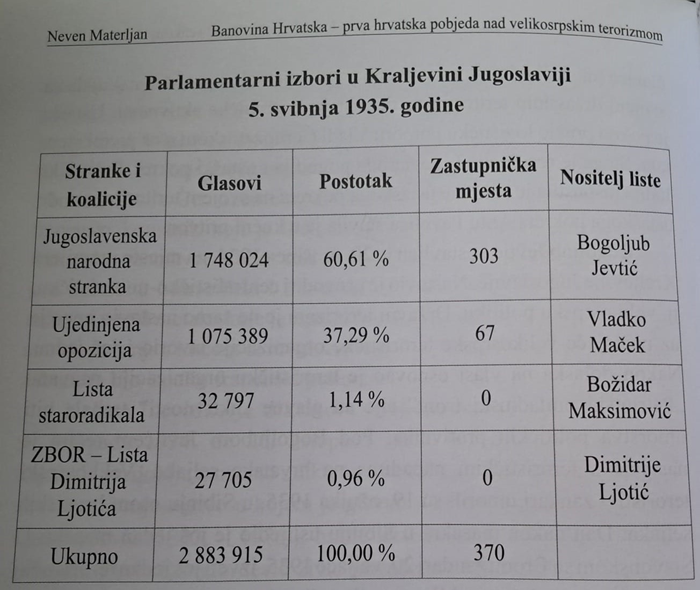 Neven Materljan
Banovina Hrvatska – prva hrvatska pobjeda nad velikosrpskim terorizmom
Parlamentarni izbori u Kraljevini Jugoslaviji
5. svibnja 1935. godine
Stranke i
koalicije
Glasovi
Postotak
Zastupnička
mjesta
Nositelj liste
Jugoslavenska
narodna
stranka
1 748 024
60,61 %
303
Bogoljub
Jevtić
Ujedinjena
opozicija
1 075 389
37,29 %
67
Vladko
Maček
Lista
staroradikala
32 797
1,14 %
0
Božidar
Maksimović
ZBOR – Lista
Dimitrija
Ljotića
27 705
0,96 %
0
Dimitrije
Ljotić
Ukupno
2 883 915
100,00 %
370